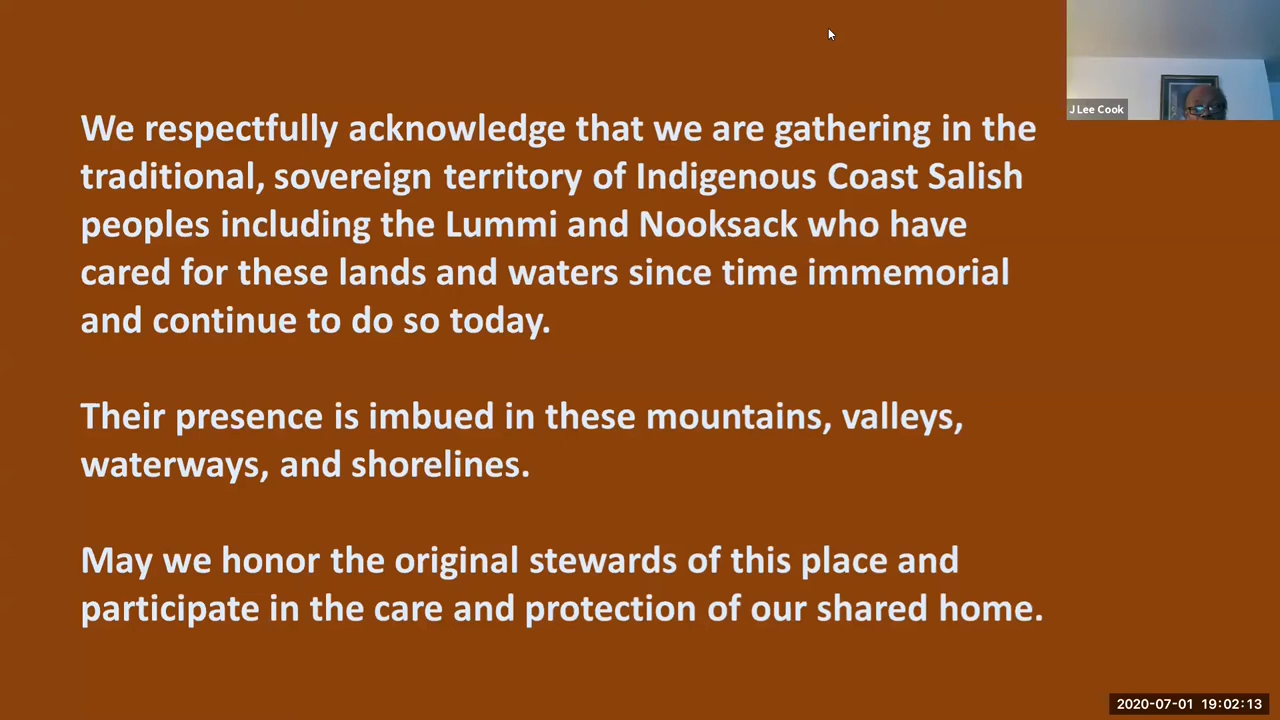 We respectfully acknowledge that we are gathering in the
traditional, sovereign territory of Indigenous Coast Salish
peoples including the Lummi and Nooksack who have
cared for these lands and waters since time immemorial
and continue to do so today.
Their presence is imbued in these mountains, valleys,
waterways, and shorelines.
May we honor the original stewards of this place and
participate in the care and protection of our shared home.
J Lee Cook
2020-07-01 19:02:13